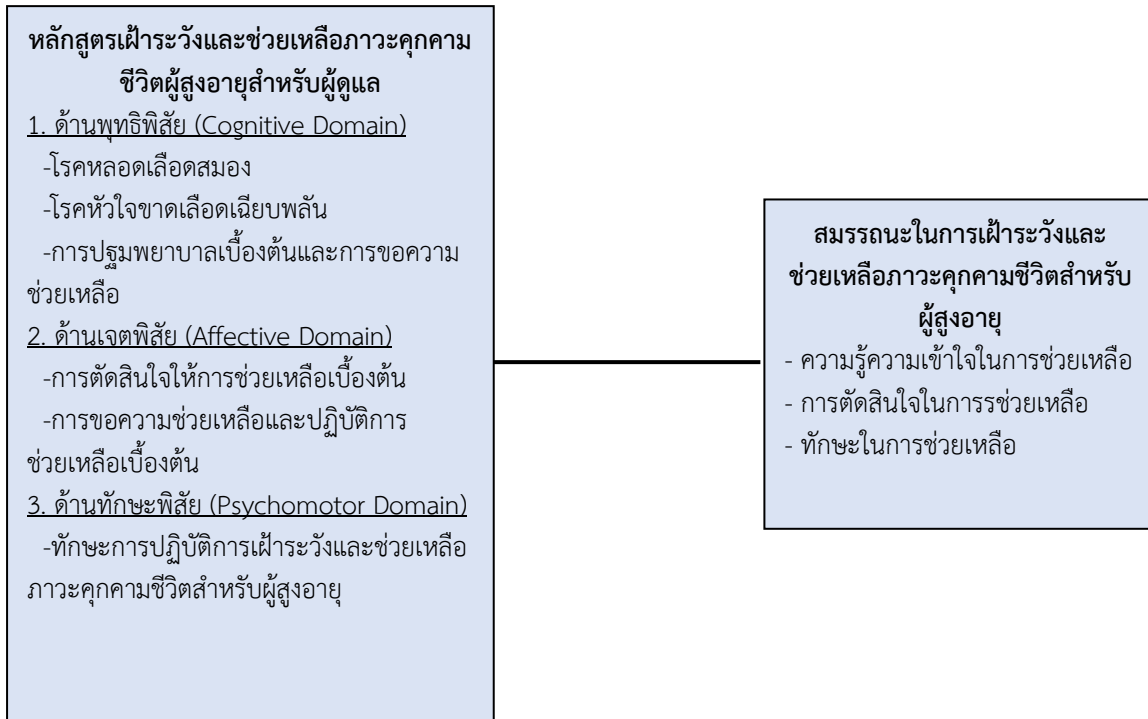 หลักสูตรเฝ้าระวังและช่วยเหลือภาวะคุกคาม
ชีวิตผู้สูงอายุสำหรับผู้ดูแล
1. ด้านพุทธิพิสัย (Cognitive Domain)
-โรคหลอดเลือดสมอง
-โรคหัวใจขาดเลือดเฉียบพลัน
-การปฐมพยาบาลเบื้องต้นและการขอความ
ช่วยเหลือ
2. ด้านเจตพิสัย (Affective Domain)
-การตัดสินใจให้การช่วยเหลือเบื้องต้น
-การขอความช่วยเหลือและปฏิบัติการ
ช่วยเหลือเบื้องต้น
3. ด้านทักษะพิสัย (Psychomotor Domain)
-ทักษะการปฏิบัติการเฝ้าระวังและช่วยเหลือ
ภาวะคุกคามชีวิตสำหรับผู้สูงอายุ
สมรรถนะในการเฝ้าระวังและ
ช่วยเหลือภาวะคุกคามชีวิตสำหรับ
ผู้สูงอายุ
- ความรู้ความเข้าใจในการช่วยเหลือ
- การตัดสินใจในการรช่วยเหลือ
- ทักษะในการช่วยเหลือ